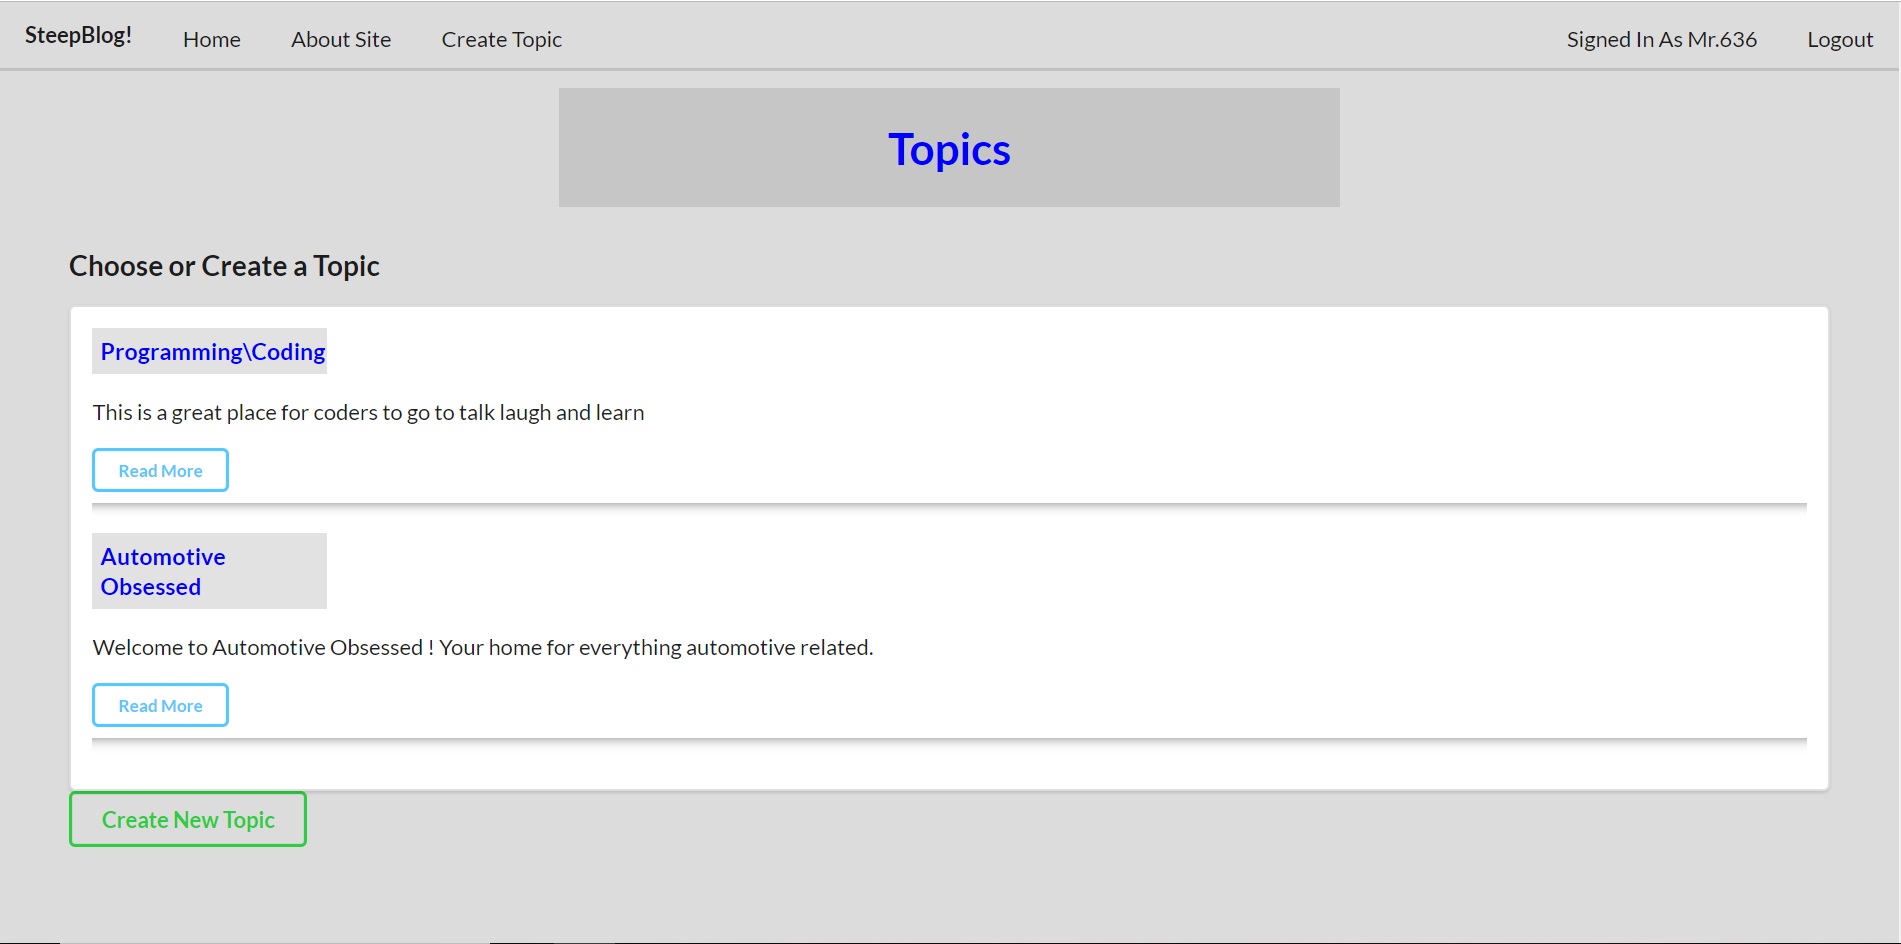 SteepBlog! Home About Site Create Topic Signed In As Mr.636 Logout
Topics
Choose or Create a Topic
Programming\Coding
This is a great place for coders to go to talk laugh and learn
Read More
Automotive
Obsessed
Welcome to Automotive Obsessed ! Your home for everything automotive related.
Read More
Create New Topic